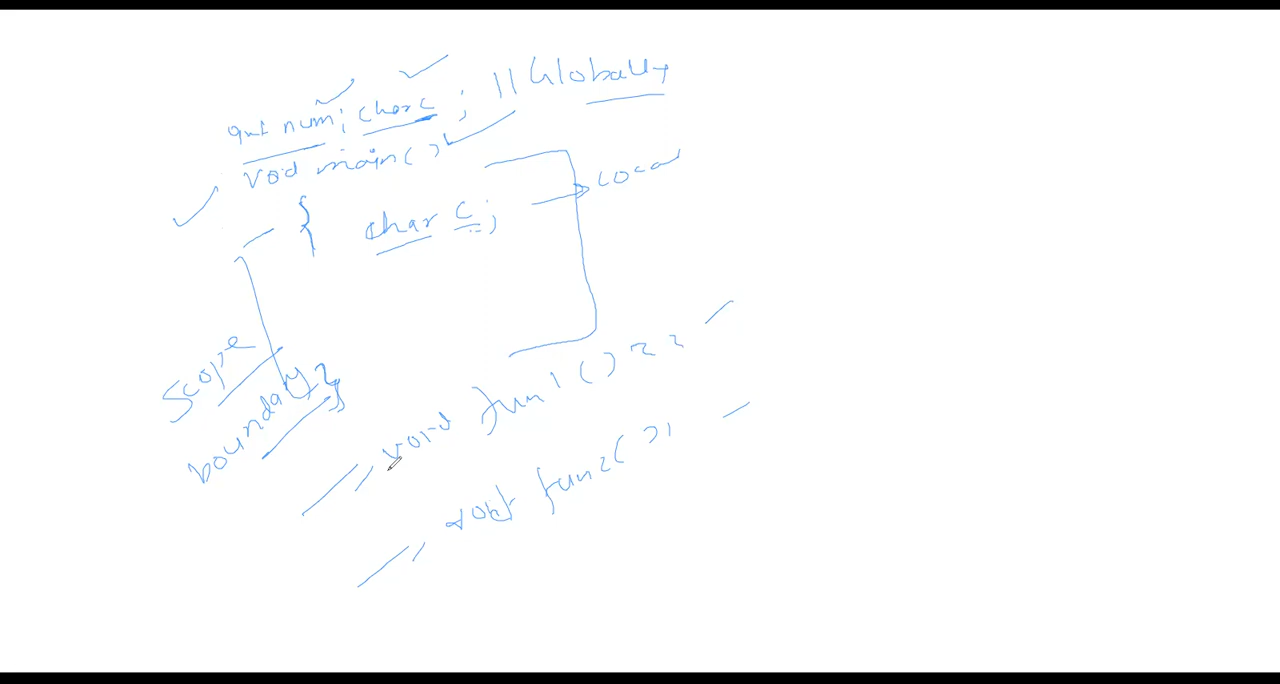 int num; char c; // Globally
void main()
{ char c; → Local
}
Scope
boundary
void fun1() { }
void fun2( ) ;